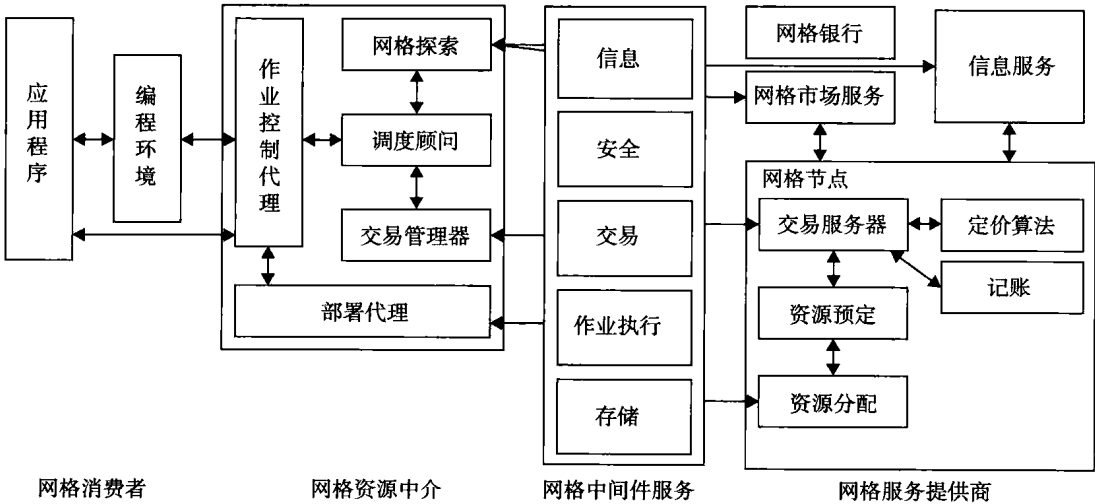 应用程序
编程环境
作业控制代理
网格探索
调度顾问
交易管理器
部署代理
信息
安全
交易
作业执行
存储
网格银行
网格市场服务
信息服务
网格节点
交易服务器
定价算法
记账
资源预定
资源分配
网格消费者
网格资源中介
网格中间件服务
网格服务提供商